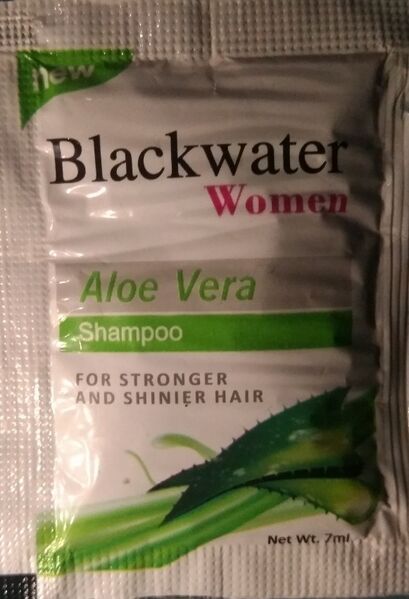 new
Blackwater
Women
Aloe Vera
Shampoo
FOR STRONGER
AND SHINIER HAIR
Net Wt. 7ml